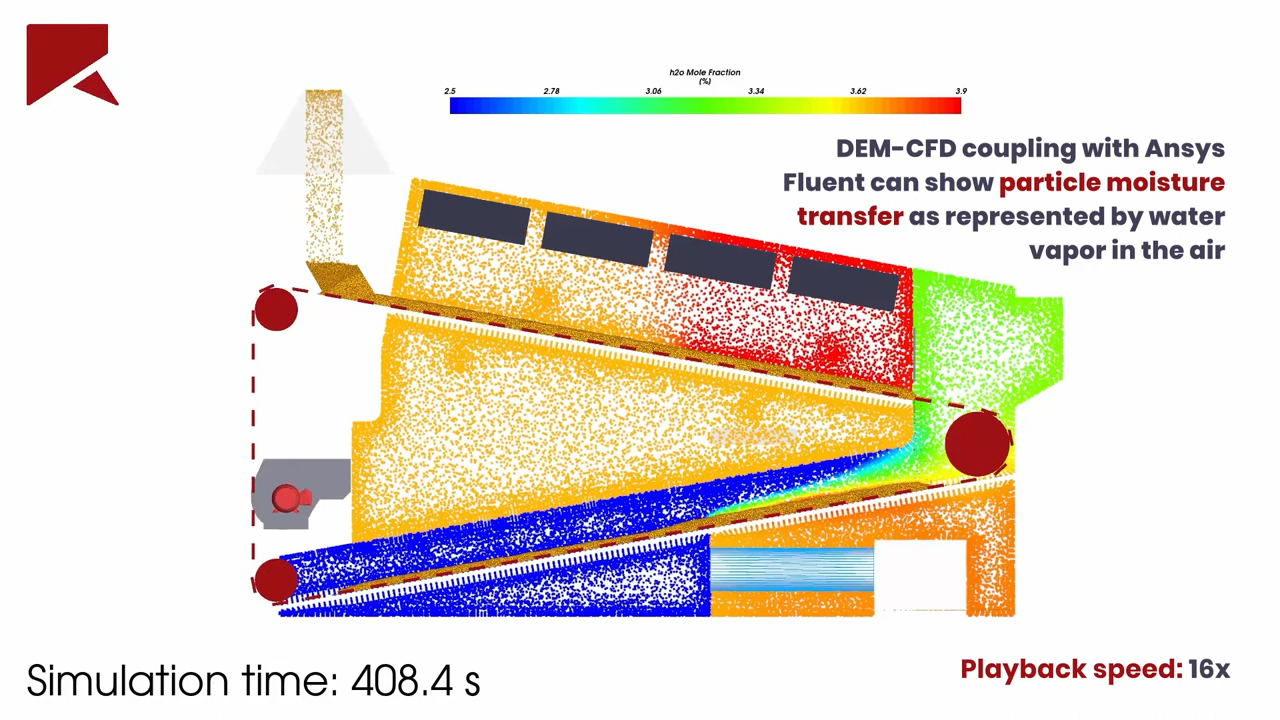 h2o Mole Fraction
(%)
2.5 2.78 3.06 3.34 3.62 3.9
DEM-CFD coupling with Ansys
Fluent can show particle moisture
transfer as represented by water
vapor in the air
Simulation time: 408.4 s
Playback speed: 16x